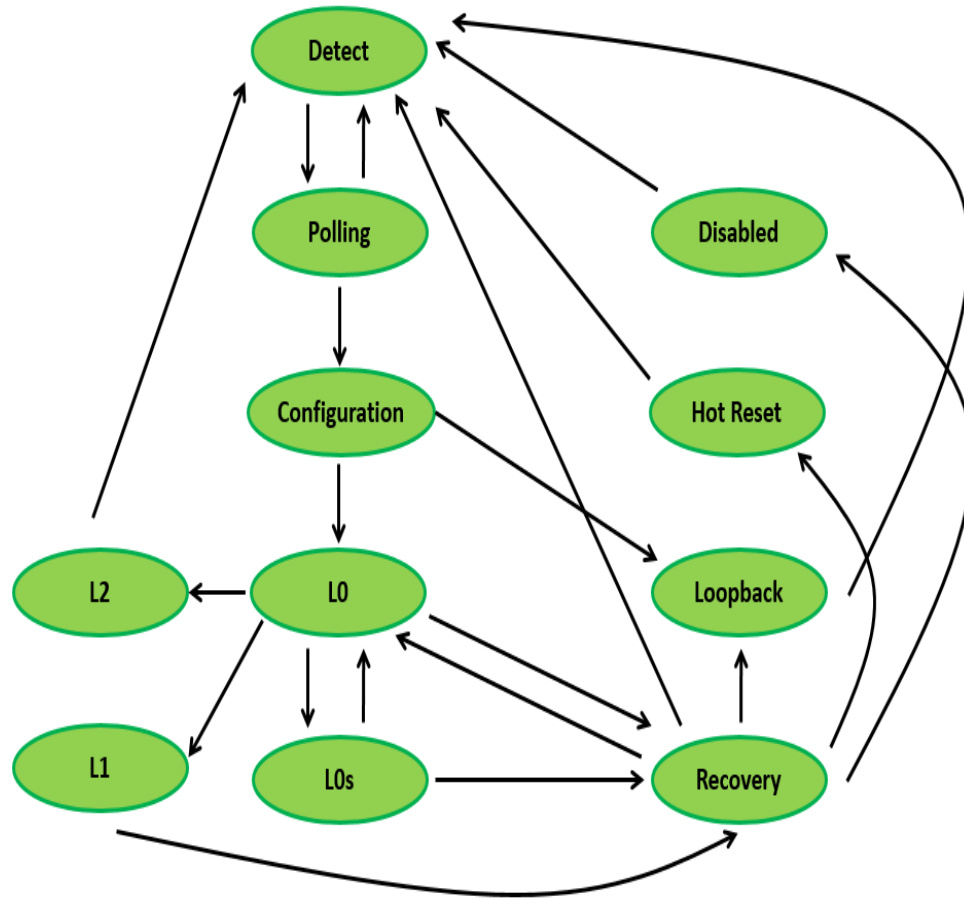 Detect
Polling
Disabled
Configuration
Hot Reset
L2
L0
Loopback
L1
L0s
Recovery